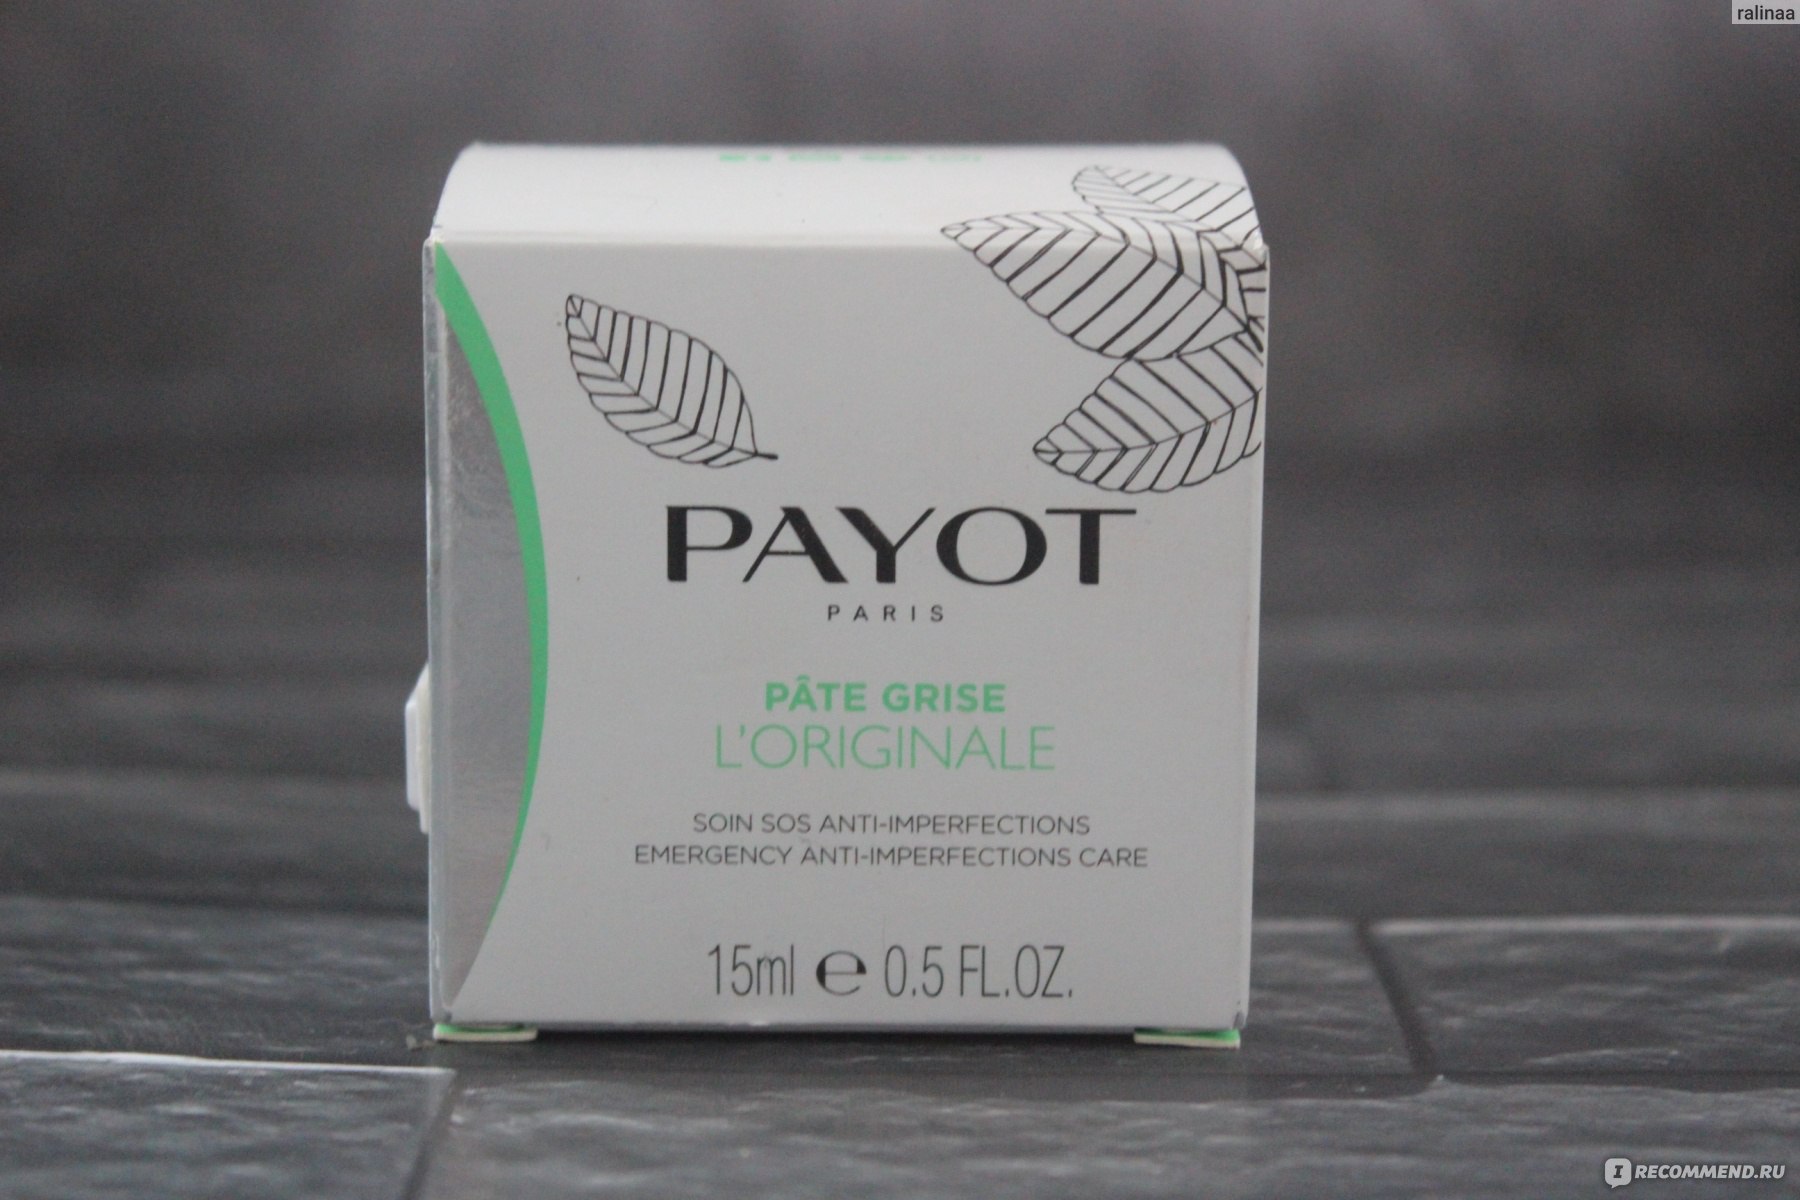 ralinaa
PAYOT
PARIS
PÂTE GRISE
L'ORIGINALE
SOIN SOS ANTI-IMPERFECTIONS
EMERGENCY ANTI-IMPERFECTIONS CARE
15ml ℮ 0.5 FL.OZ.
IRECOMMEND.RU